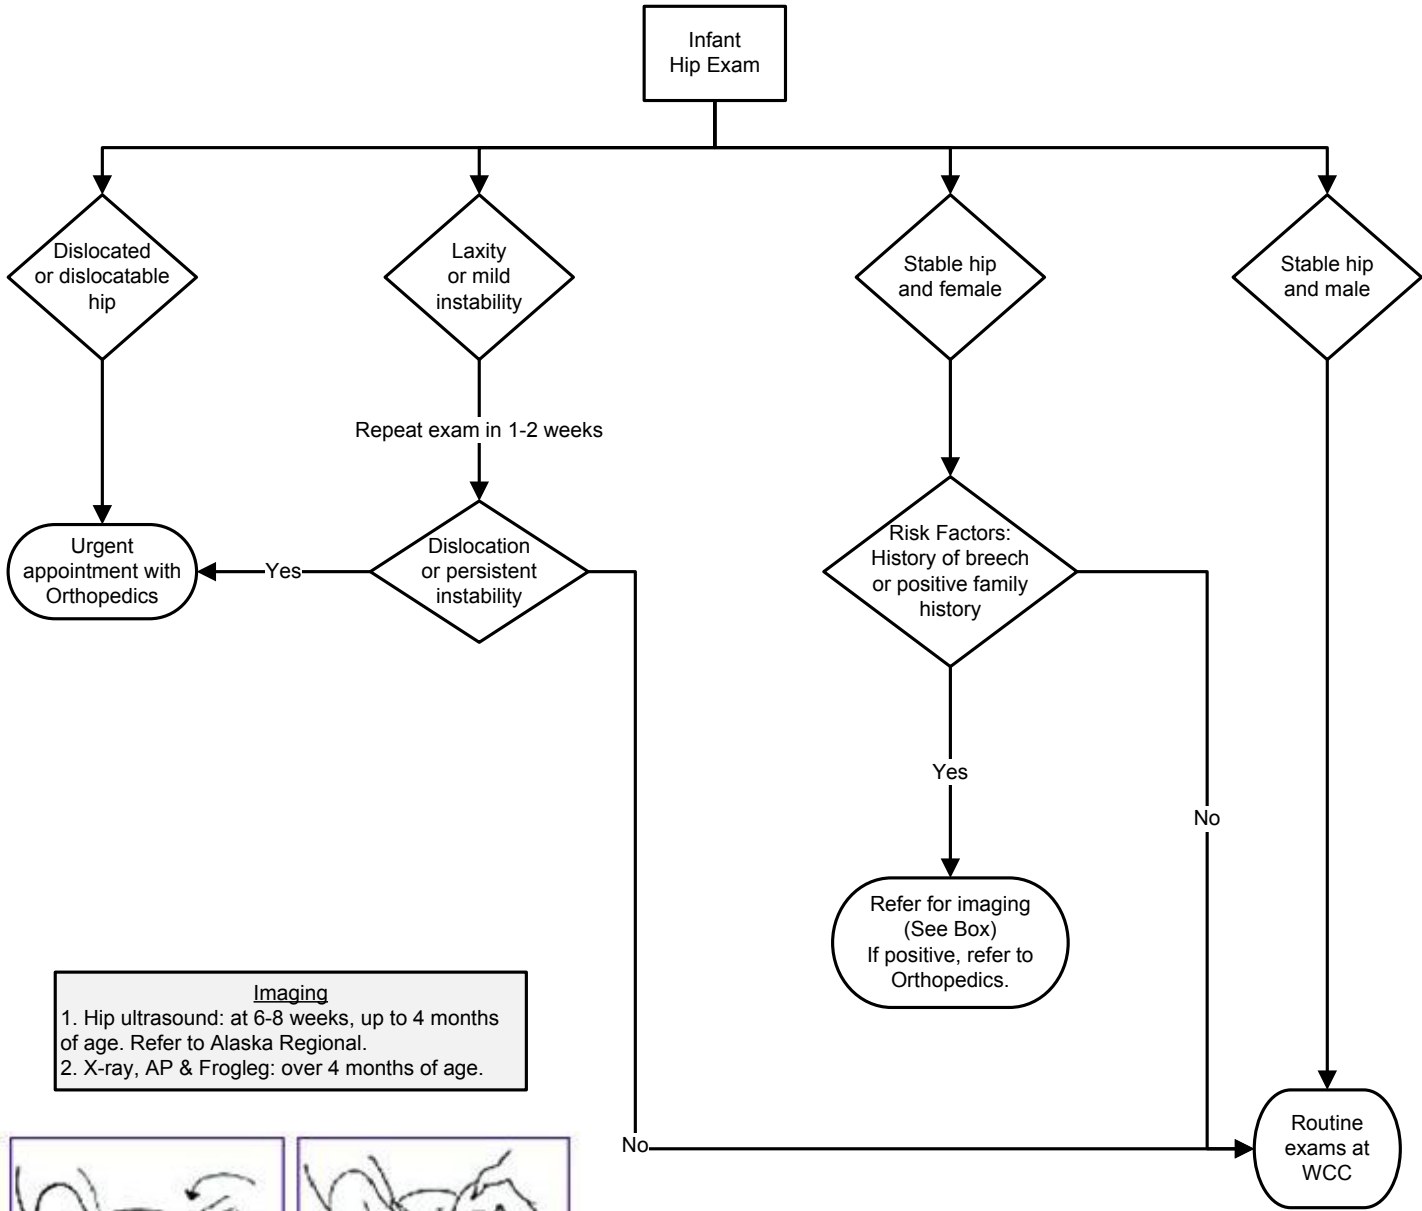 Infant
Hip Exam
Dislocated
or dislocatable
hip
Laxity
or mild
instability
Stable hip
and female
Stable hip
and male
Repeat exam in 1-2 weeks
Urgent
appointment with
Orthopedics
Yes
Dislocation
or persistent
instability
Risk Factors:
History of breech
or positive family
history
Yes
No
Refer for imaging
(See Box)
If positive, refer to
Orthopedics.
Imaging
1. Hip ultrasound: at 6-8 weeks, up to 4 months
of age. Refer to Alaska Regional.
2. X-ray, AP & Frogleg: over 4 months of age.
No
Routine
exams at
WCC